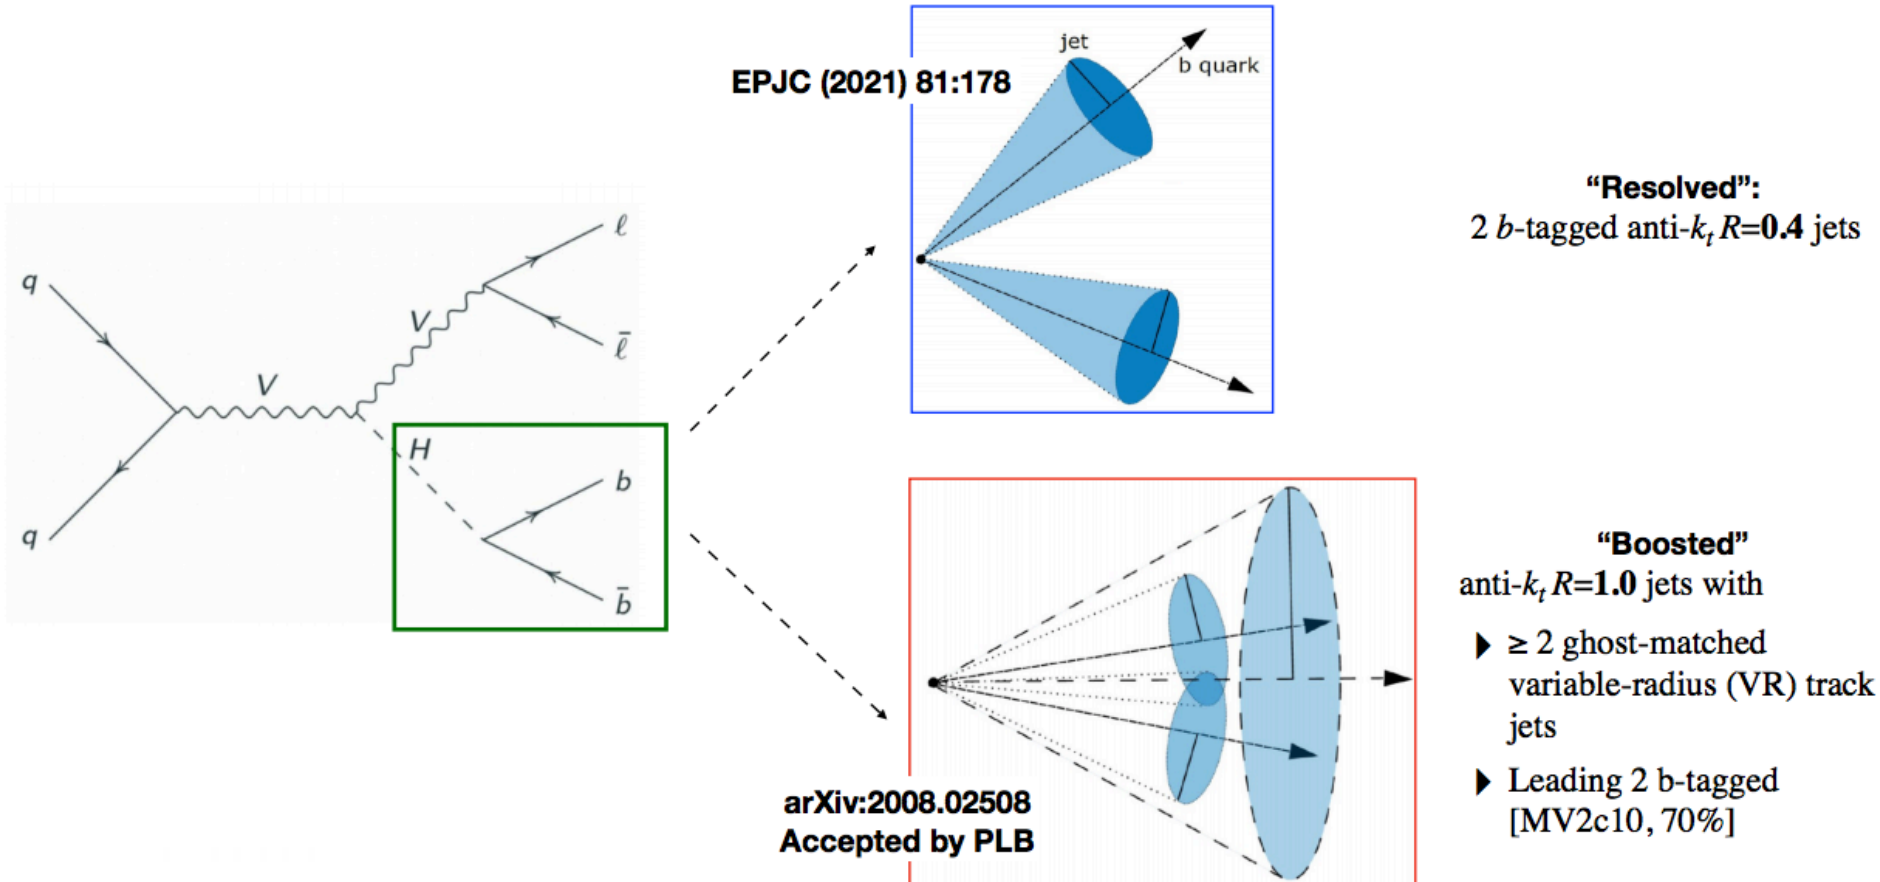 q
q
V
V
ℓ
ℓ̄
H
b
b̄
EPJC (2021) 81:178
jet
b quark
“Resolved”:
2 b-tagged anti-kₜ R=0.4 jets
arXiv:2008.02508
Accepted by PLB
“Boosted”
anti-kₜ R=1.0 jets with
≥ 2 ghost-matched
variable-radius (VR) track
jets
Leading 2 b-tagged
[MV2c10, 70%]